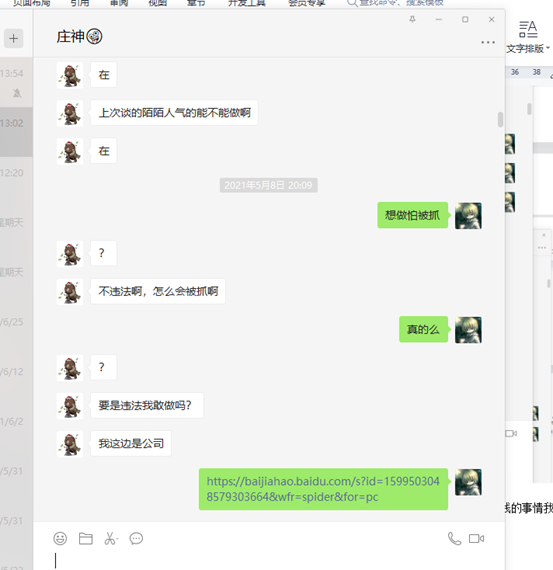 页面布局 引用 审阅 视图 章节 开发工具 会员专享 查找命令、搜索模板
庄神
文字排版
13:54
36 38
在
13:02
上次谈的陌陌人气的能不能做啊
在
12:20
2021年5月8日 20:09
星期天
想做怕被抓
?
星期天
不违法啊，怎么会被抓啊
/6/25
真的么
?
/6/12
要是违法我敢做吗?
1/6/2
我这边是公司
/5/31
https://baijiahao.baidu.com/s?id=159950304
8579303664&wfr=spider&for=pc
的事情我
/5/31